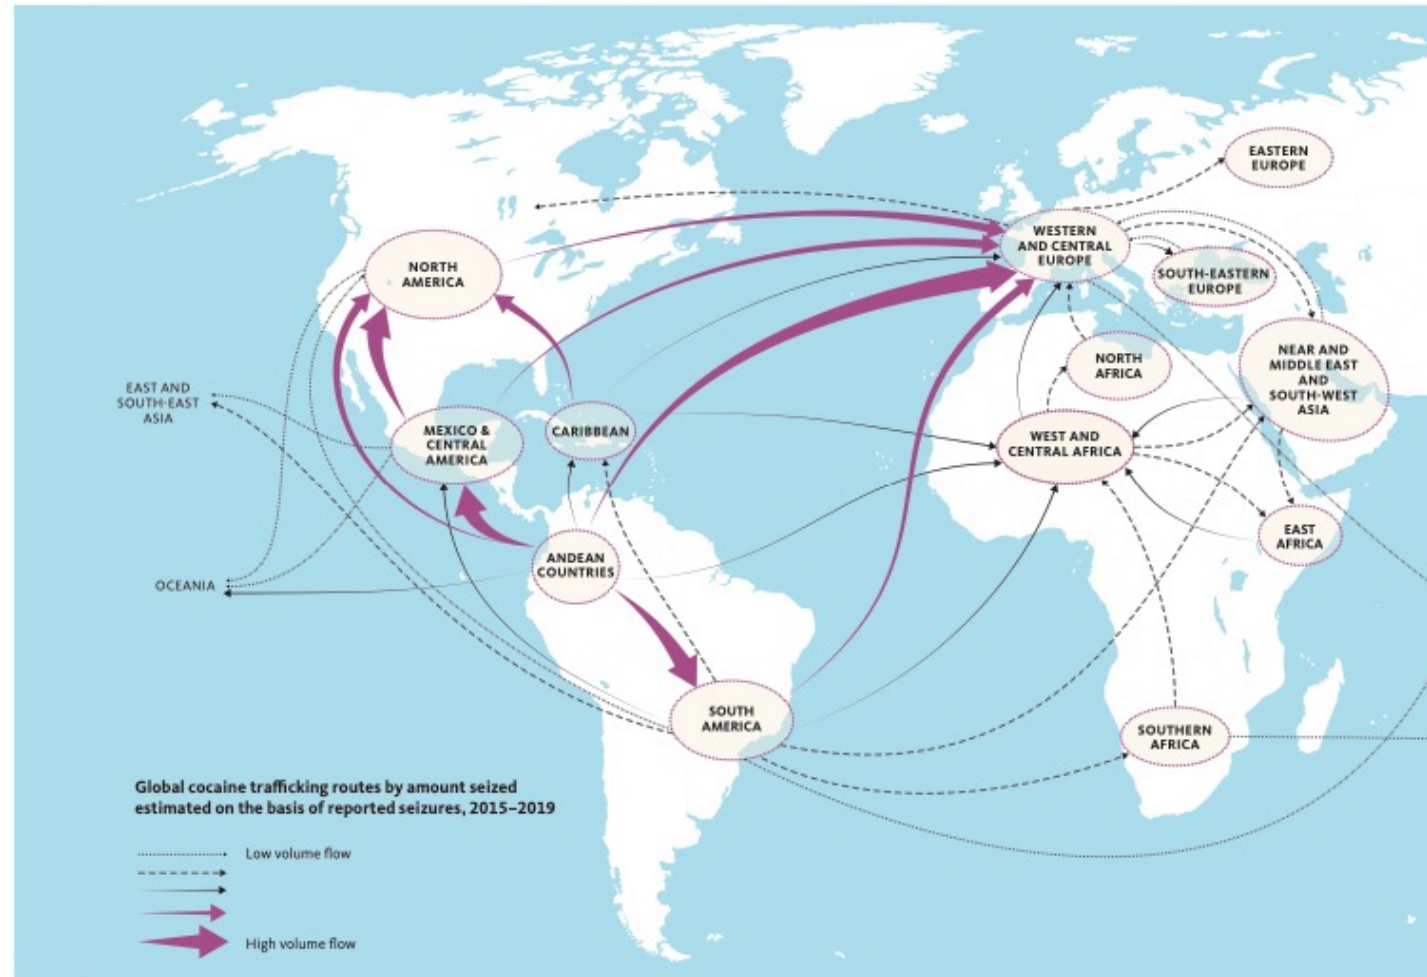 EASTERN
EUROPE
WESTERN
AND CENTRAL
EUROPE
NORTH
AMERICA
SOUTH-EASTERN
EUROPE
NEAR AND
MIDDLE EAST
AND
SOUTH-WEST
ASIA
NORTH
AFRICA
EAST AND
SOUTH-EAST
ASIA
MEXICO &
CENTRAL
AMERICA
CARIBBEAN
WEST AND
CENTRAL AFRICA
EAST
AFRICA
ANDEAN
COUNTRIES
OCEANIA
SOUTH
AMERICA
SOUTHERN
AFRICA
Global cocaine trafficking routes by amount seized
estimated on the basis of reported seizures, 2015–2019
Low volume flow
High volume flow